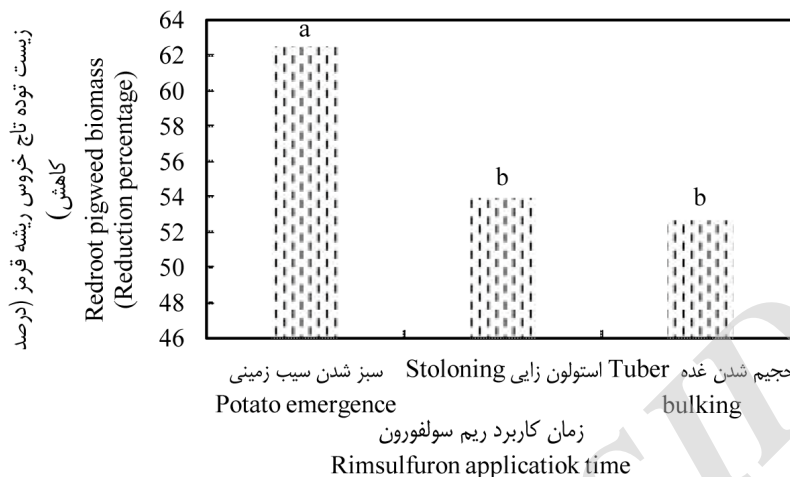 زیست توده تاج خروس ریشه قرمز (درصد
کاهش)
Redroot pigweed biomass
(Reduction percentage)
64
62
60
58
56
54
52
50
48
46
a
b
b
سبز شدن سیب زمینی
Potato emergence
استولون زایی Stoloning
حجیم شدن غده Tuber
bulking
زمان کاربرد ریم سولفورون
Rimsulfuron applicatiok time